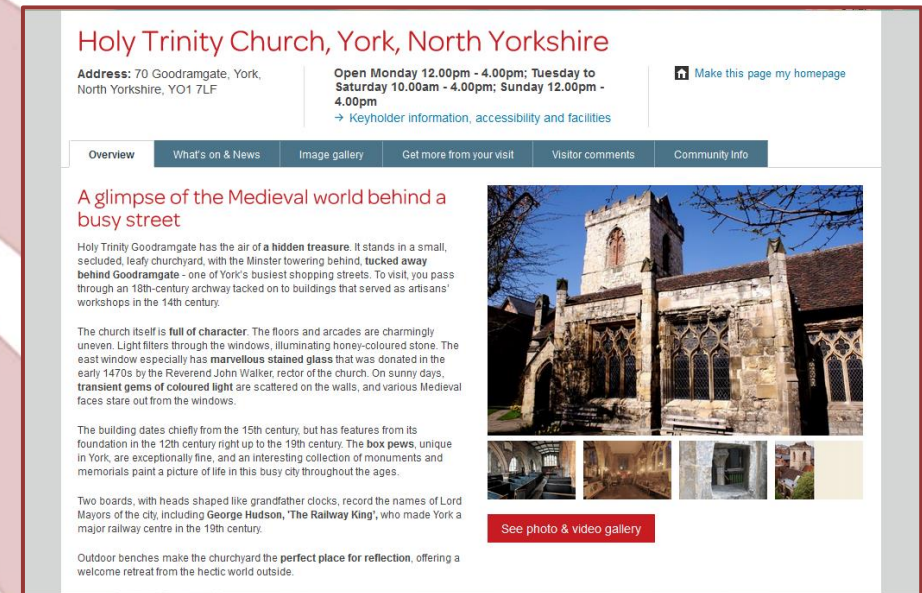 Holy Trinity Church, York, North Yorkshire
Address: 70 Goodramgate, York,
North Yorkshire, YO1 7LF
Open Monday 12.00pm - 4.00pm; Tuesday to
Saturday 10.00am - 4.00pm; Sunday 12.00pm -
4.00pm
→ Keyholder information, accessibility and facilities
Make this page my homepage
Overview
What's on & News
Image gallery
Get more from your visit
Visitor comments
Community Info
A glimpse of the Medieval world behind a
busy street
Holy Trinity Goodramgate has the air of a hidden treasure. It stands in a small,
secluded, leafy churchyard, with the Minster towering behind, tucked away
behind Goodramgate - one of York's busiest shopping streets. To visit, you pass
through an 18th-century archway tacked on to buildings that served as artisans'
workshops in the 14th century.
The church itself is full of character. The floors and arcades are charmingly
uneven. Light filters through the windows, illuminating honey-coloured stone. The
east window especially has marvellous stained glass that was donated in the
early 1470s by the Reverend John Walker, rector of the church. On sunny days,
transient gems of coloured light are scattered on the walls, and various Medieval
faces stare out from the windows.
The building dates chiefly from the 15th century, but has features from its
foundation in the 12th century right up to the 19th century. The box pews, unique
in York, are exceptionally fine, and an interesting collection of monuments and
memorials paint a picture of life in this busy city throughout the ages.
Two boards, with heads shaped like grandfather clocks, record the names of Lord
Mayors of the city, including George Hudson, 'The Railway King', who made York a
major railway centre in the 19th century.
Outdoor benches make the churchyard the perfect place for reflection, offering a
welcome retreat from the hectic world outside.
See photo & video gallery